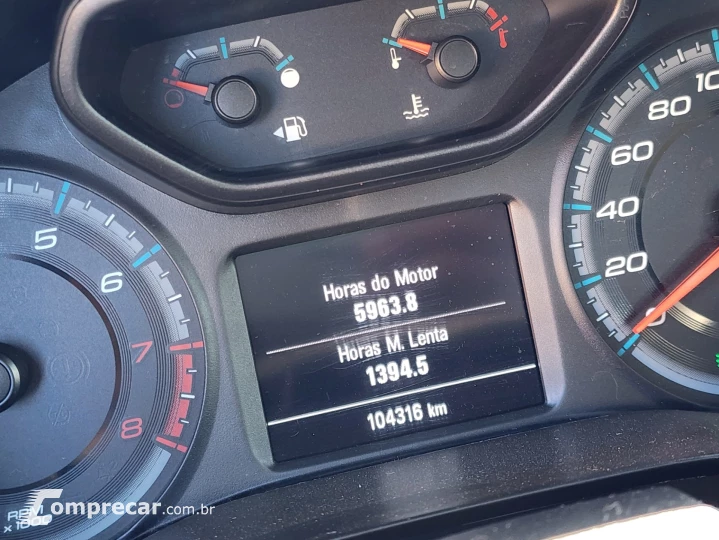 5
6
7
8
RPM
x 1000
Horas do Motor
5963.8
Horas M. Lenta
1394.5
104316 km
0
20
40
60
80
Comprecar.com.br